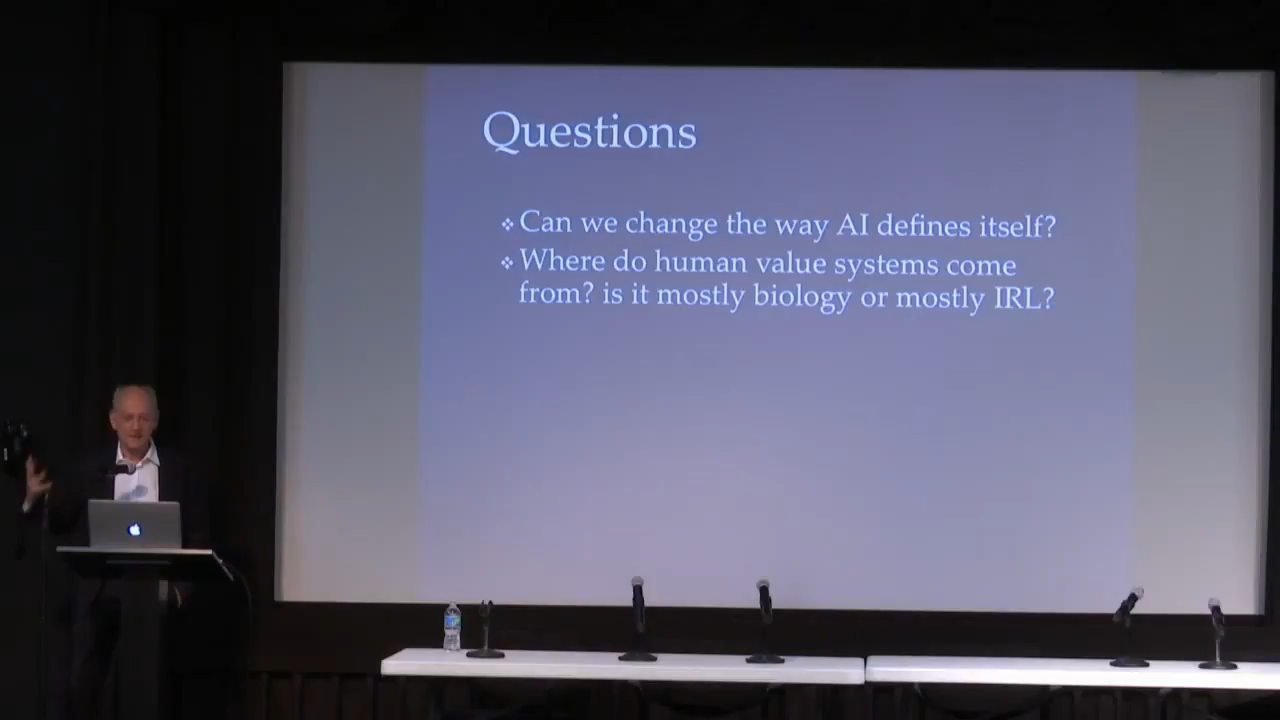 Questions
❖ Can we change the way AI defines itself?
❖ Where do human value systems come
from? is it mostly biology or mostly IRL?